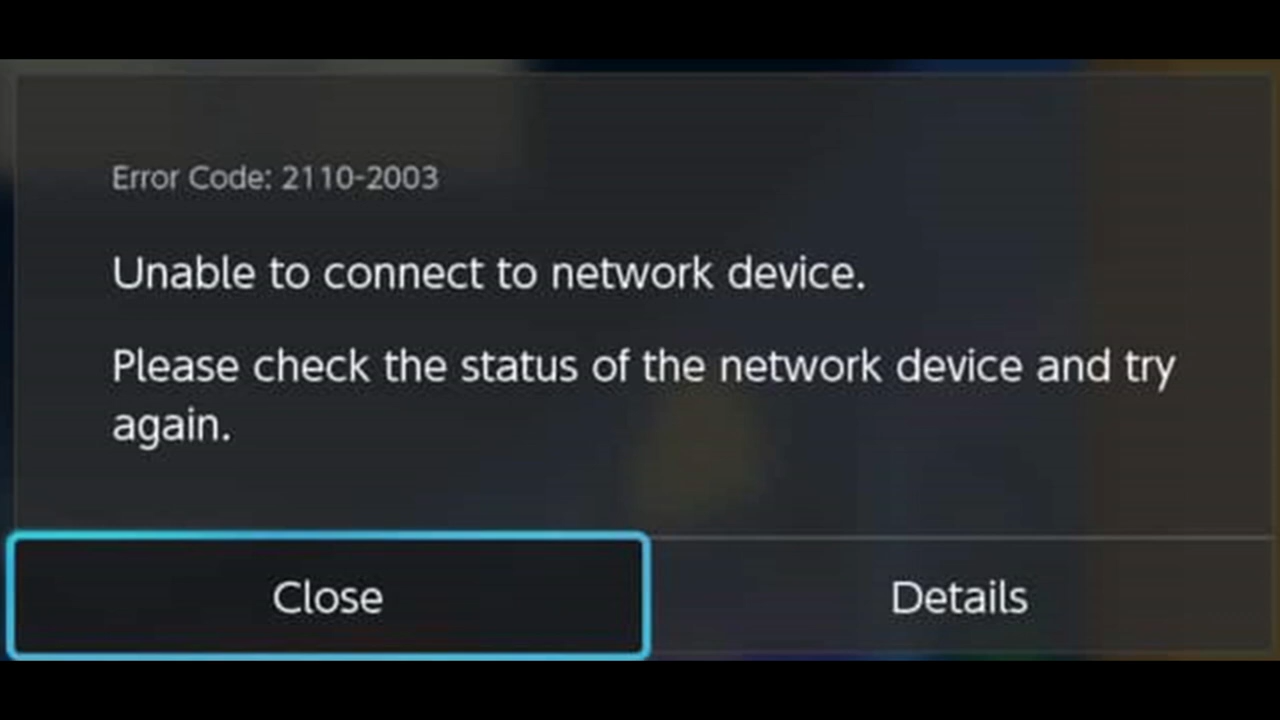 Error Code: 2110-2003
Unable to connect to network device.
Please check the status of the network device and try
again.
Close
Details